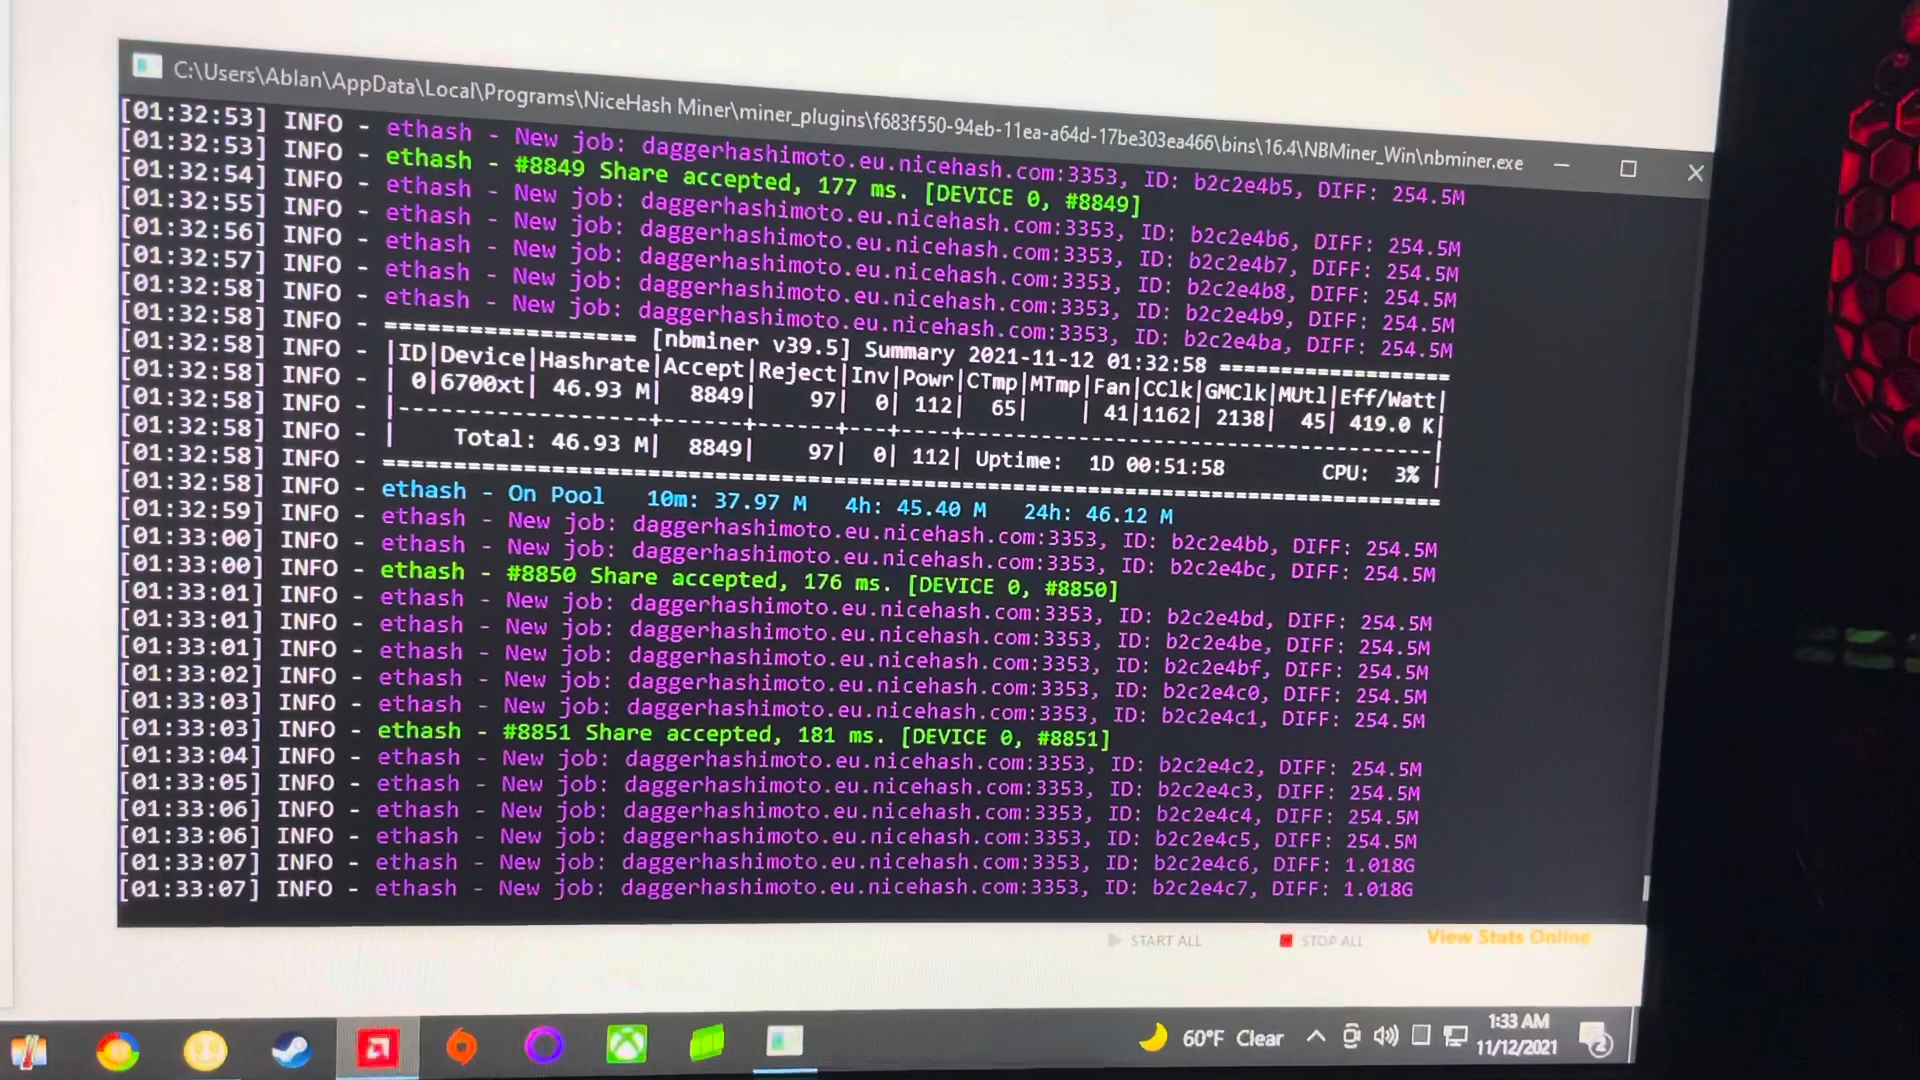 C:\Users\Ablan\AppData\Local\Programs\NiceHash Miner\miner_plugins\f683f550-94eb-11ea-a64d-17be303ea466\bins\16.4\NBMiner_Win\nbminer.exe
[01:32:53] INFO - ethash - New job: daggerhashimoto.eu.nicehash.com:3353, ID: b2c2e4b5, DIFF: 254.5M
[01:32:53] INFO - ethash - #8849 Share accepted, 177 ms. [DEVICE 0, #8849]
[01:32:54] INFO - ethash - New job: daggerhashimoto.eu.nicehash.com:3353, ID: b2c2e4b6, DIFF: 254.5M
[01:32:55] INFO - ethash - New job: daggerhashimoto.eu.nicehash.com:3353, ID: b2c2e4b7, DIFF: 254.5M
[01:32:56] INFO - ethash - New job: daggerhashimoto.eu.nicehash.com:3353, ID: b2c2e4b8, DIFF: 254.5M
[01:32:57] INFO - ethash - New job: daggerhashimoto.eu.nicehash.com:3353, ID: b2c2e4b9, DIFF: 254.5M
[01:32:58] INFO - ethash - New job: daggerhashimoto.eu.nicehash.com:3353, ID: b2c2e4ba, DIFF: 254.5M
[01:32:58] INFO - ================== [nbminer v39.5] Summary 2021-11-12 01:32:58 ==================
[01:32:58] INFO - |ID|Device|Hashrate|Accept|Reject|Inv|Powr|CTmp|MTmp|Fan|CClk|GMClk|MUtl|Eff/Watt|
[01:32:58] INFO - | 0|6700xt| 46.93 M| 8849| 97| 0| 112| 65| | 41|1162| 2138| 45| 419.0 K|
[01:32:58] INFO - |------------------+------+------+---+----+----------------------------------------|
[01:32:58] INFO - | Total: 46.93 M| 8849| 97| 0| 112| Uptime: 1D 00:51:58 CPU: 3% |
[01:32:58] INFO - ==================================================================================
[01:32:58] INFO - ethash - On Pool 10m: 37.97 M 4h: 45.40 M 24h: 46.12 M
[01:32:59] INFO - ethash - New job: daggerhashimoto.eu.nicehash.com:3353, ID: b2c2e4bb, DIFF: 254.5M
[01:33:00] INFO - ethash - New job: daggerhashimoto.eu.nicehash.com:3353, ID: b2c2e4bc, DIFF: 254.5M
[01:33:00] INFO - ethash - #8850 Share accepted, 176 ms. [DEVICE 0, #8850]
[01:33:01] INFO - ethash - New job: daggerhashimoto.eu.nicehash.com:3353, ID: b2c2e4bd, DIFF: 254.5M
[01:33:01] INFO - ethash - New job: daggerhashimoto.eu.nicehash.com:3353, ID: b2c2e4be, DIFF: 254.5M
[01:33:01] INFO - ethash - New job: daggerhashimoto.eu.nicehash.com:3353, ID: b2c2e4bf, DIFF: 254.5M
[01:33:02] INFO - ethash - New job: daggerhashimoto.eu.nicehash.com:3353, ID: b2c2e4c0, DIFF: 254.5M
[01:33:03] INFO - ethash - New job: daggerhashimoto.eu.nicehash.com:3353, ID: b2c2e4c1, DIFF: 254.5M
[01:33:03] INFO - ethash - #8851 Share accepted, 181 ms. [DEVICE 0, #8851]
[01:33:04] INFO - ethash - New job: daggerhashimoto.eu.nicehash.com:3353, ID: b2c2e4c2, DIFF: 254.5M
[01:33:05] INFO - ethash - New job: daggerhashimoto.eu.nicehash.com:3353, ID: b2c2e4c3, DIFF: 254.5M
[01:33:06] INFO - ethash - New job: daggerhashimoto.eu.nicehash.com:3353, ID: b2c2e4c4, DIFF: 254.5M
[01:33:06] INFO - ethash - New job: daggerhashimoto.eu.nicehash.com:3353, ID: b2c2e4c5, DIFF: 254.5M
[01:33:07] INFO - ethash - New job: daggerhashimoto.eu.nicehash.com:3353, ID: b2c2e4c6, DIFF: 1.018G
[01:33:07] INFO - ethash - New job: daggerhashimoto.eu.nicehash.com:3353, ID: b2c2e4c7, DIFF: 1.018G
START ALL STOP ALL View Stats Online
60°F Clear
1:33 AM
11/12/2021
2